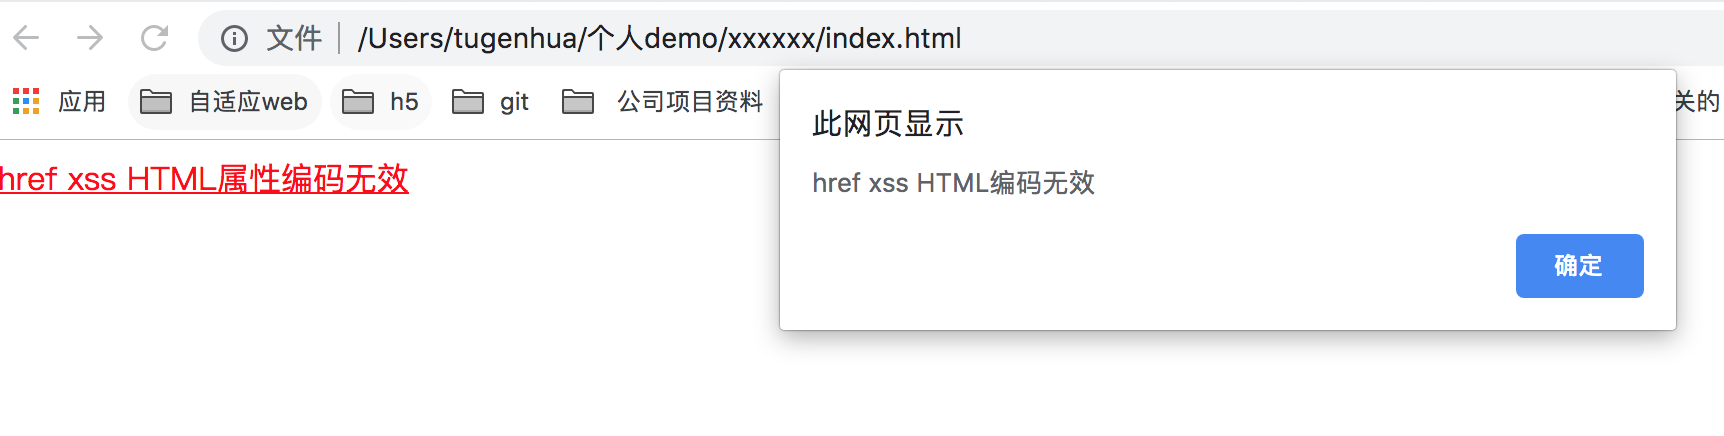 文件 /Users/tugenhua/个人demo/xxxxxx/index.html
应用 自适应web h5 git 公司项目资料 关的
此网页显示
href xss HTML属性编码无效
href xss HTML编码无效
确定